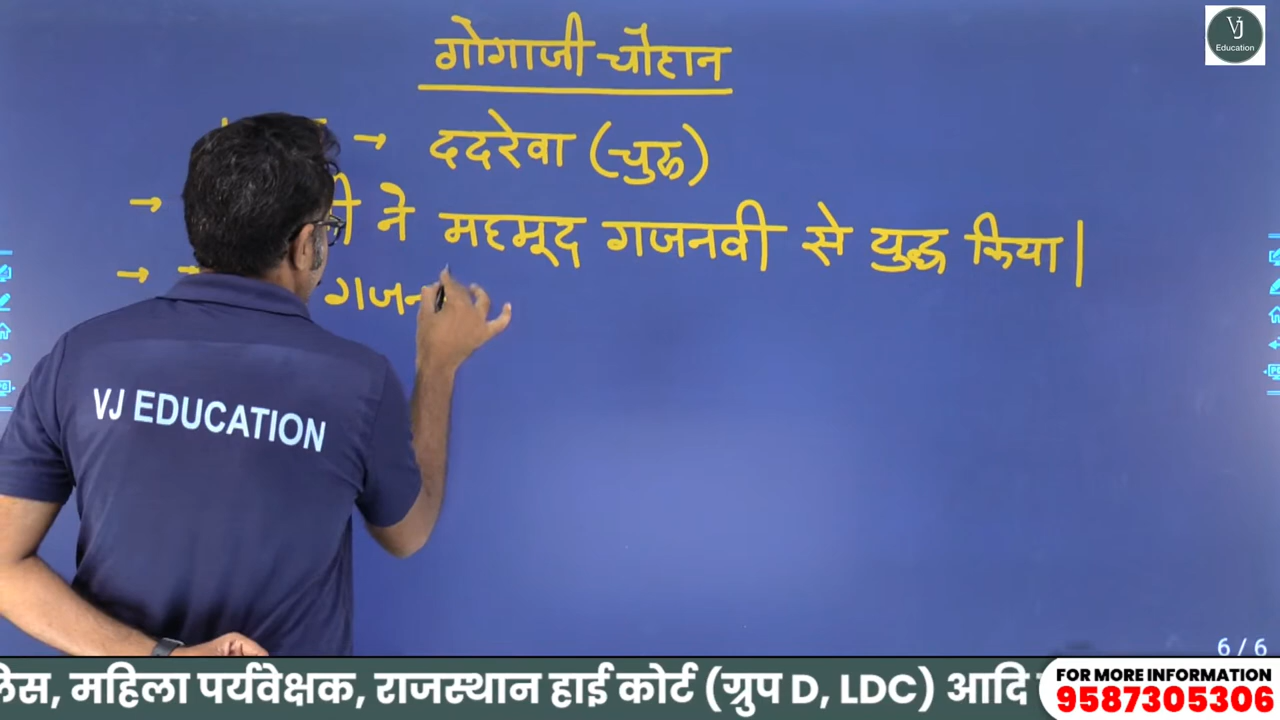 गोगाजी चौहान
Vj
Education
→ ददरेवा (चुरू)
→ ने महमूद गजनवी से युद्ध किया|
→ गजन
VJ EDUCATION
6 / 6
महिला पर्यवेक्षक, राजस्थान हाई कोर्ट (ग्रुप D, LDC) आदि
FOR MORE INFORMATION
9587305306